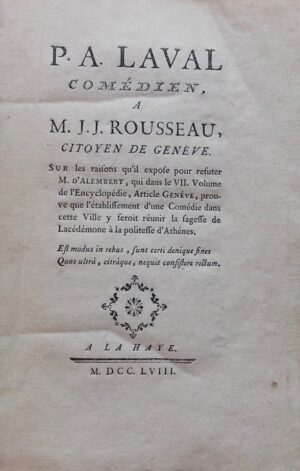 P. A. LAVAL
COMÉDIEN,
A
M. J. J. ROUSSEAU,
CITOYEN DE GENÈVE.
SUR les raisons qu'il expose pour refuter
M. D'ALEMBERT, qui dans le VII. Volume
de l'Encyclopédie, Article GENÈVE, prou-
ve que l'établissement d'une Comédie dans
cette Ville y feroit réunir la sagesse de
Lacédémone à la politesse d'Athénes.
Est modus in rebus, sunt certi denique fines
Quos ultrà, citràque, nequit consistere rectum.
A LA HAYE.
M. DCC. LVIII.